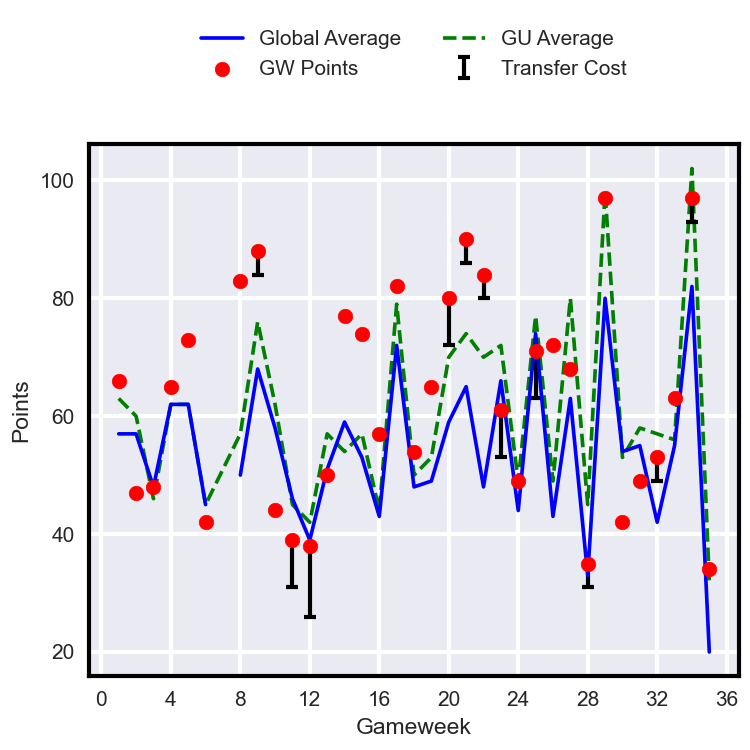 Global Average GU Average
GW Points Transfer Cost
100
80
60
40
20
Points
0 4 8 12 16 20 24 28 32 36
Gameweek